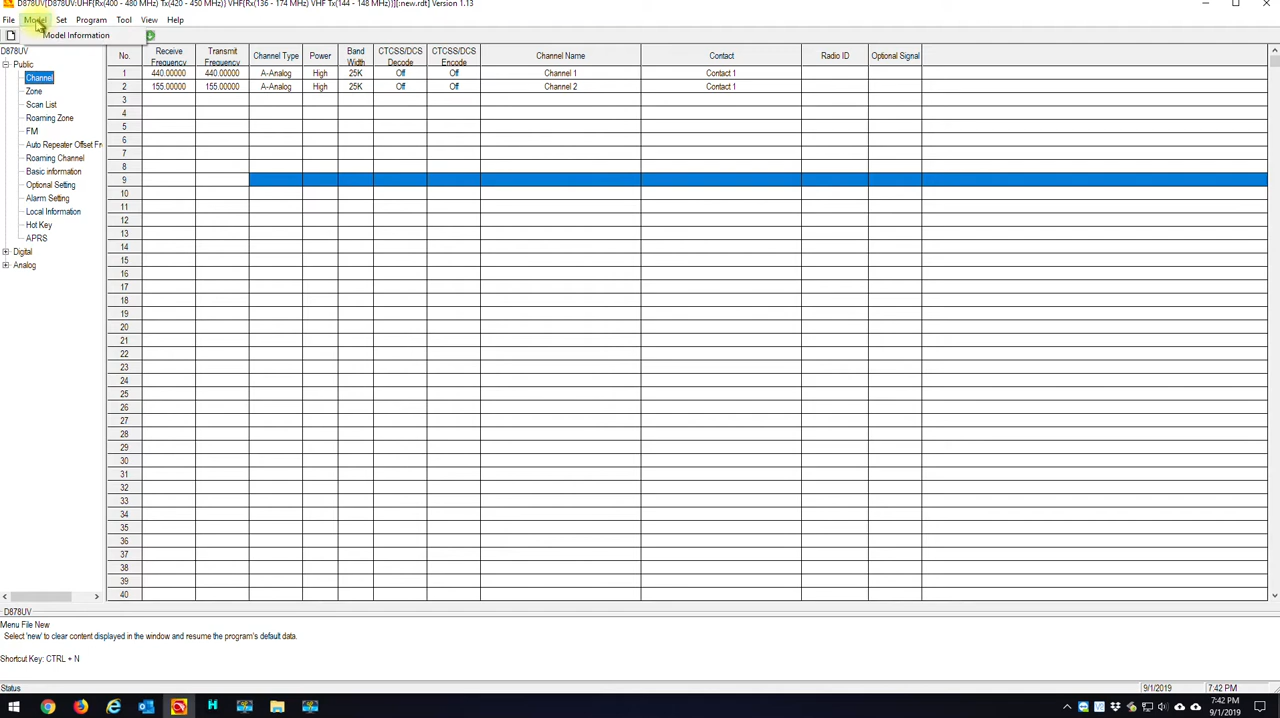 D878UV[D878UV:UHF{Rx(400 - 480 MHz) Tx(420 - 450 MHz)} VHF{Rx(136 - 174 MHz) Tx(144 - 148 MHz)}][:new.rdt] Version 1.13
File Model Set Program Tool View Help
Model Information
D878UV
Public
Channel
Zone
Scan List
Roaming Zone
FM
Auto Repeater Offset Fr
Roaming Channel
Basic information
Optional Setting
Alarm Setting
Local Information
Hot Key
APRS
Digital
Analog
No. Receive Frequency Transmit Frequency Channel Type Power Band Width CTCSS/DCS Decode CTCSS/DCS Encode Channel Name Contact Radio ID Optional Signal
1 440.00000 440.00000 A-Analog High 25K Off Off Channel 1 Contact 1
2 155.00000 155.00000 A-Analog High 25K Off Off Channel 2 Contact 1
3
4
5
6
7
8
9
10
11
12
13
14
15
16
17
18
19
20
21
22
23
24
25
26
27
28
29
30
31
32
33
34
35
36
37
38
39
40
D878UV
Menu File New
Select 'new' to clear content displayed in the window and resume the program's default data.
Shortcut Key: CTRL + N
Status 9/1/2019 7:42 PM
7:42 PM
9/1/2019